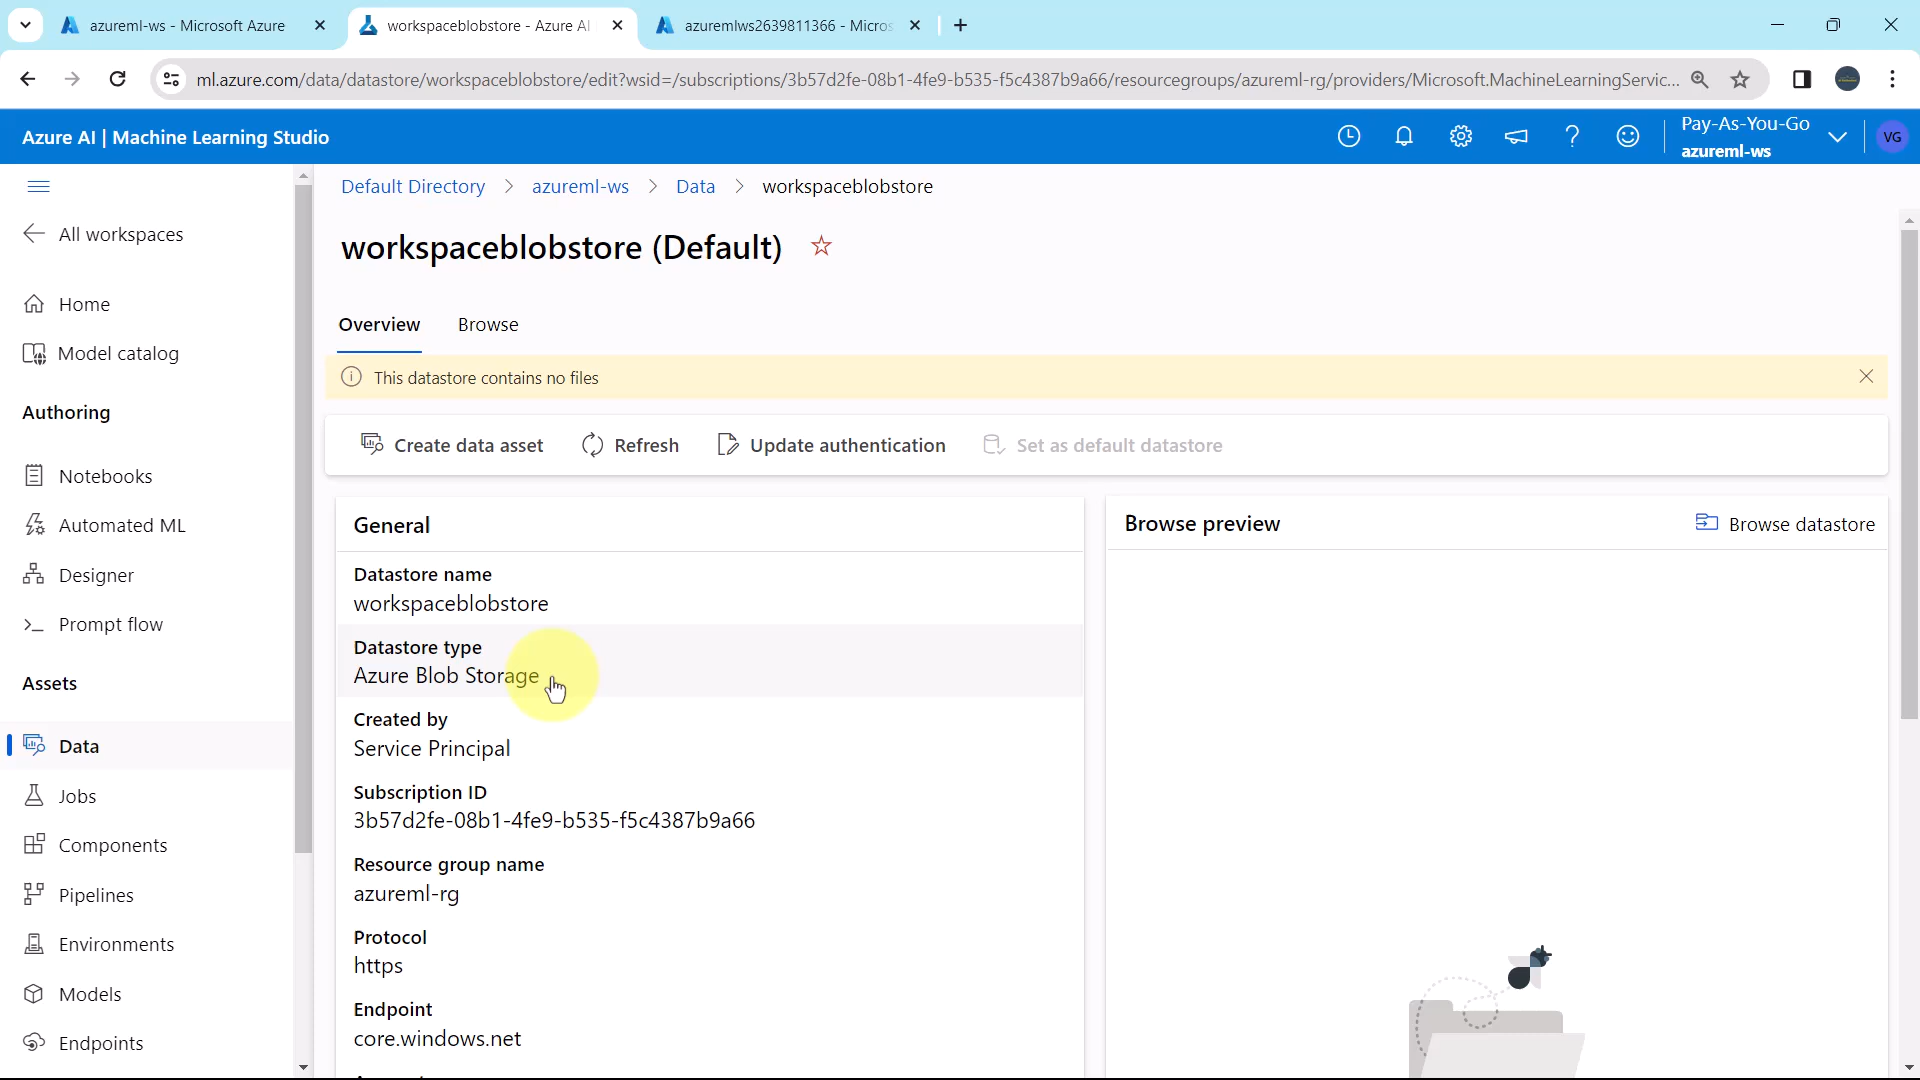 azureml-ws - Microsoft Azure
workspaceblobstore - Azure AI
azuremlws2639811366 - Micros
ml.azure.com/data/datastore/workspaceblobstore/edit?wsid=/subscriptions/3b57d2fe-08b1-4fe9-b535-f5c4387b9a66/resourcegroups/azureml-rg/providers/Microsoft.MachineLearningServic...
Azure AI | Machine Learning Studio
Pay-As-You-Go
azureml-ws
VG
All workspaces
Home
Model catalog
Authoring
Notebooks
Automated ML
Designer
Prompt flow
Assets
Data
Jobs
Components
Pipelines
Environments
Models
Endpoints
Default Directory > azureml-ws > Data > workspaceblobstore
workspaceblobstore (Default)
Overview
Browse
This datastore contains no files
Create data asset
Refresh
Update authentication
Set as default datastore
General
Datastore name
workspaceblobstore
Datastore type
Azure Blob Storage
Created by
Service Principal
Subscription ID
3b57d2fe-08b1-4fe9-b535-f5c4387b9a66
Resource group name
azureml-rg
Protocol
https
Endpoint
core.windows.net
Browse preview
Browse datastore